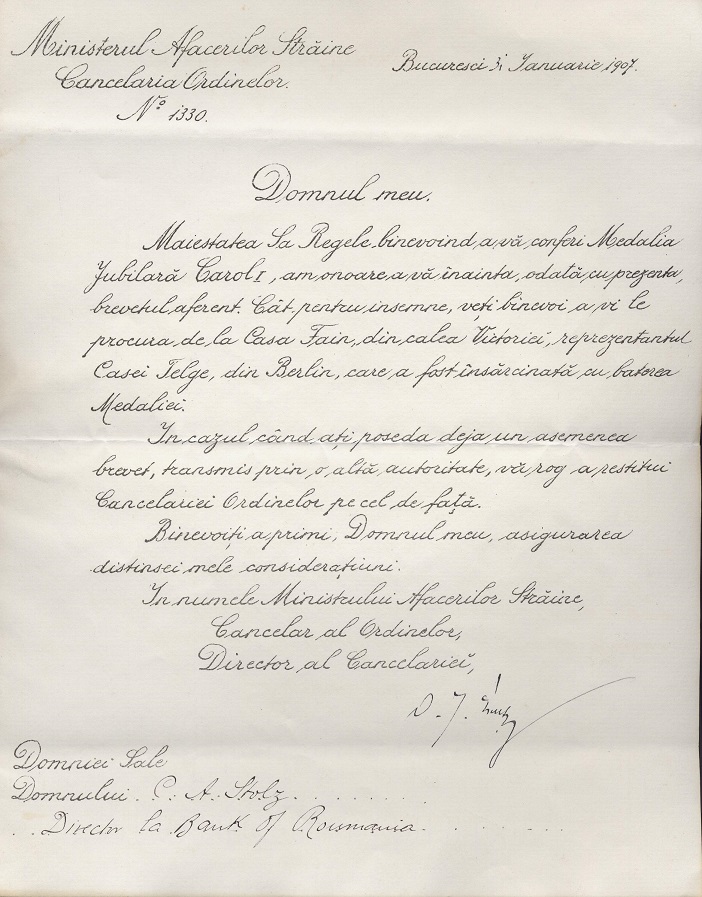 Ministerul Afacerilor Străine
Bucuresci 3, Ianuarie, 1907.
Cancelaria Ordinelor.
Nº 1330.
Domnul meu.
Maiestatea Sa Regele binevoind a vă conferi Medalia
Jubilară Carol I, am onoare a vă înainta, odată cu prezenta,
brevetul aferent. Cât pentru insemne, veți binevoi a vi le
procura de la Casa Fain, din calea Victoriei, reprezentantul
Casei Telge, din Berlin, care a fost însărcinată cu baterea
Medaliei.
In cazul când ați poseda deja un asemenea
brevet, transmis prin o altă autoritate, vă rog a restitui
Cancelariei Ordinelor pe cel de față.
Binevoiți a primi, Domnul meu, asigurarea
distinsei mele considerațiuni.
In numele Ministrului Afacerilor Străine,
Cancelar al Ordinelor,
Director al Cancelariei,
D. J.
Domniei Sale
Domnului C. A. Stolz
Director la Bank of Roumania